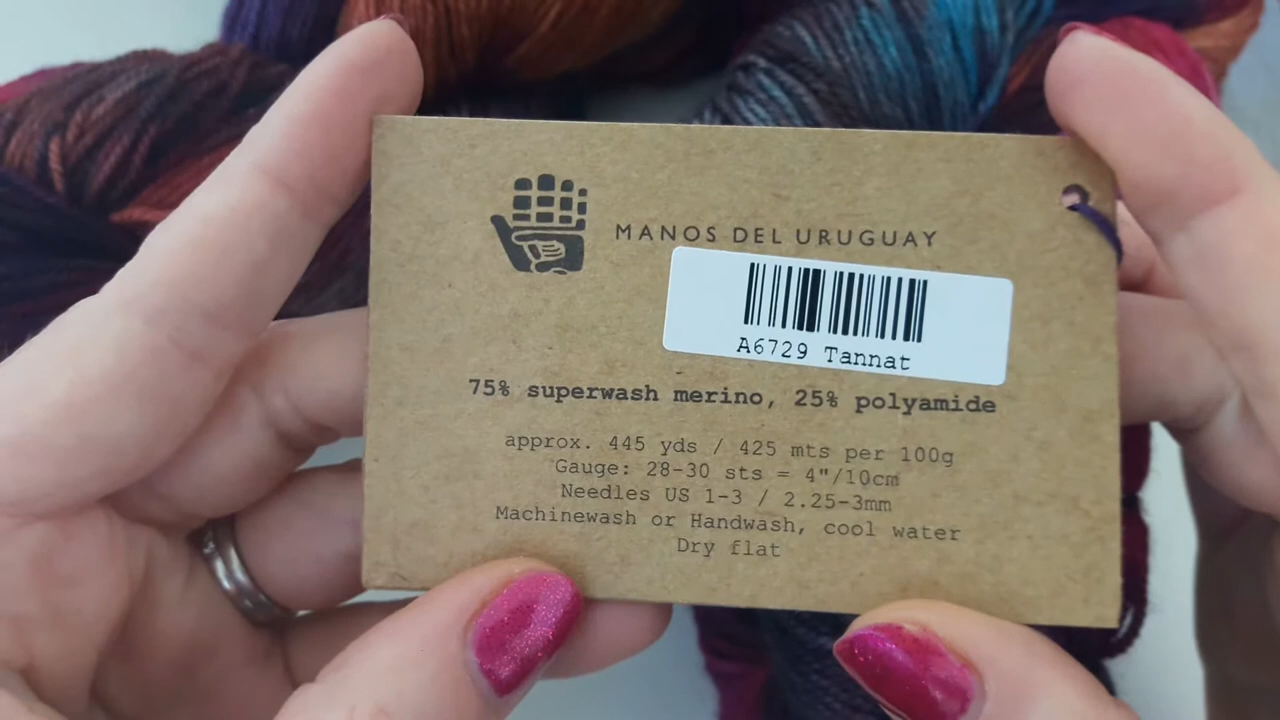 MANOS DEL URUGUAY
A6729 Tannat
75% superwash merino, 25% polyamide
approx. 445 yds / 425 mts per 100g
Gauge: 28-30 sts = 4"/10cm
Needles US 1-3 / 2.25-3mm
Machinewash or Handwash, cool water
Dry flat